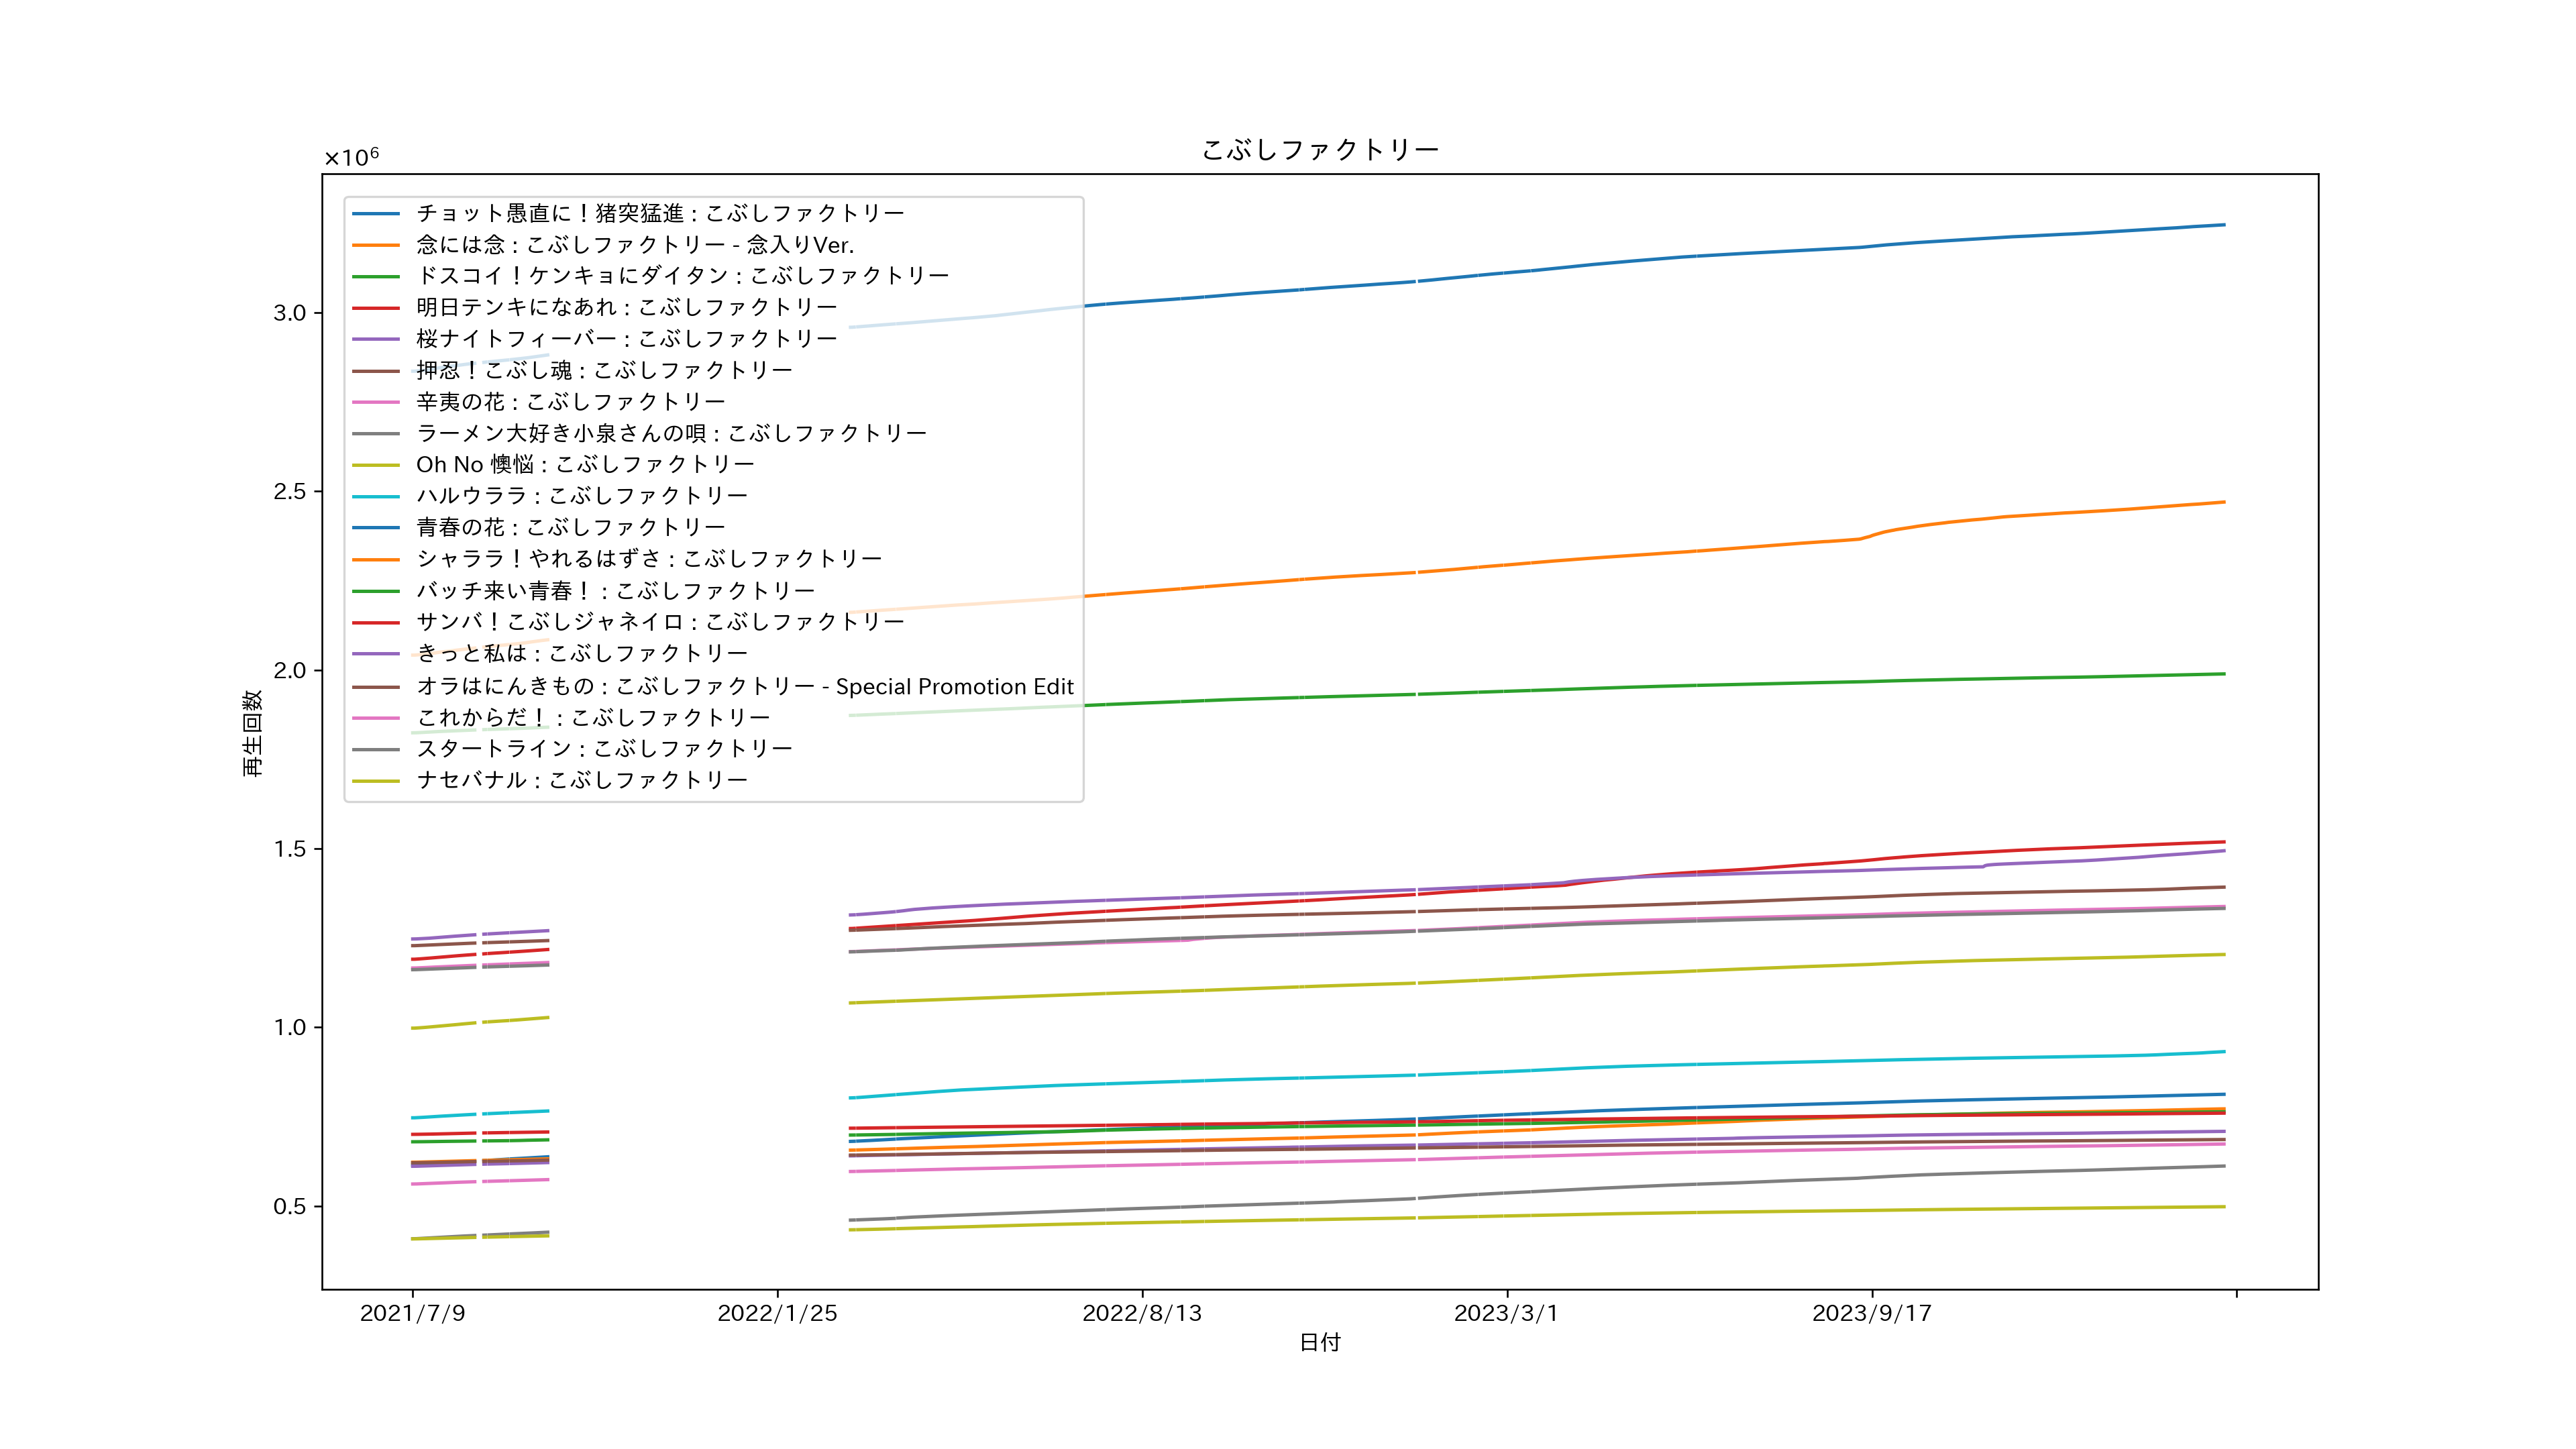 こぶしファクトリー
×10⁶
チョット愚直に！猪突猛進 : こぶしファクトリー
念には念 : こぶしファクトリー - 念入りVer.
ドスコイ！ケンキョにダイタン : こぶしファクトリー
明日テンキになあれ : こぶしファクトリー
桜ナイトフィーバー : こぶしファクトリー
押忍！こぶし魂 : こぶしファクトリー
辛夷の花 : こぶしファクトリー
ラーメン大好き小泉さんの唄 : こぶしファクトリー
Oh No 懊悩 : こぶしファクトリー
ハルウララ : こぶしファクトリー
青春の花 : こぶしファクトリー
シャララ！やれるはずさ : こぶしファクトリー
バッチ来い青春！ : こぶしファクトリー
サンバ！こぶしジャネイロ : こぶしファクトリー
きっと私は : こぶしファクトリー
オラはにんきもの : こぶしファクトリー - Special Promotion Edit
これからだ！ : こぶしファクトリー
スタートライン : こぶしファクトリー
ナセバナル : こぶしファクトリー
3.0
2.5
2.0
1.5
1.0
0.5
再生回数
2021/7/9
2022/1/25
2022/8/13
2023/3/1
2023/9/17
日付